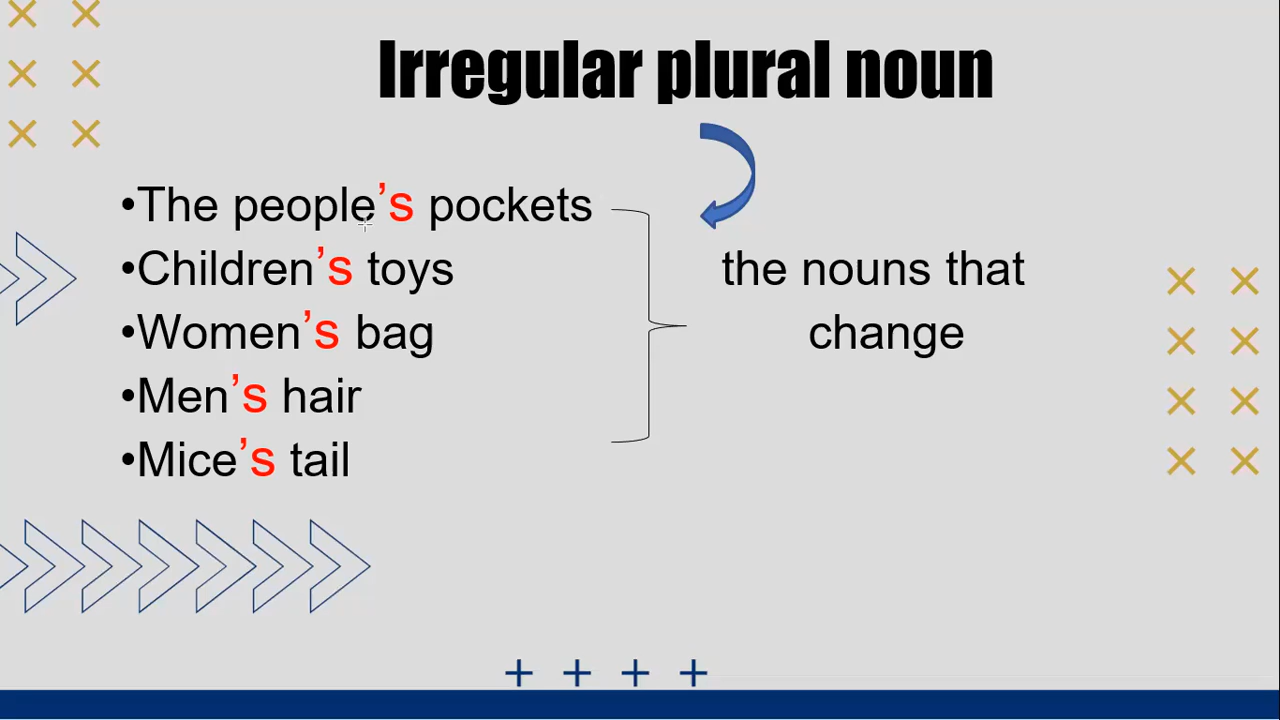 Irregular plural noun
•The people’s pockets
•Children’s toys
•Women’s bag
•Men’s hair
•Mice’s tail
the nouns that
change